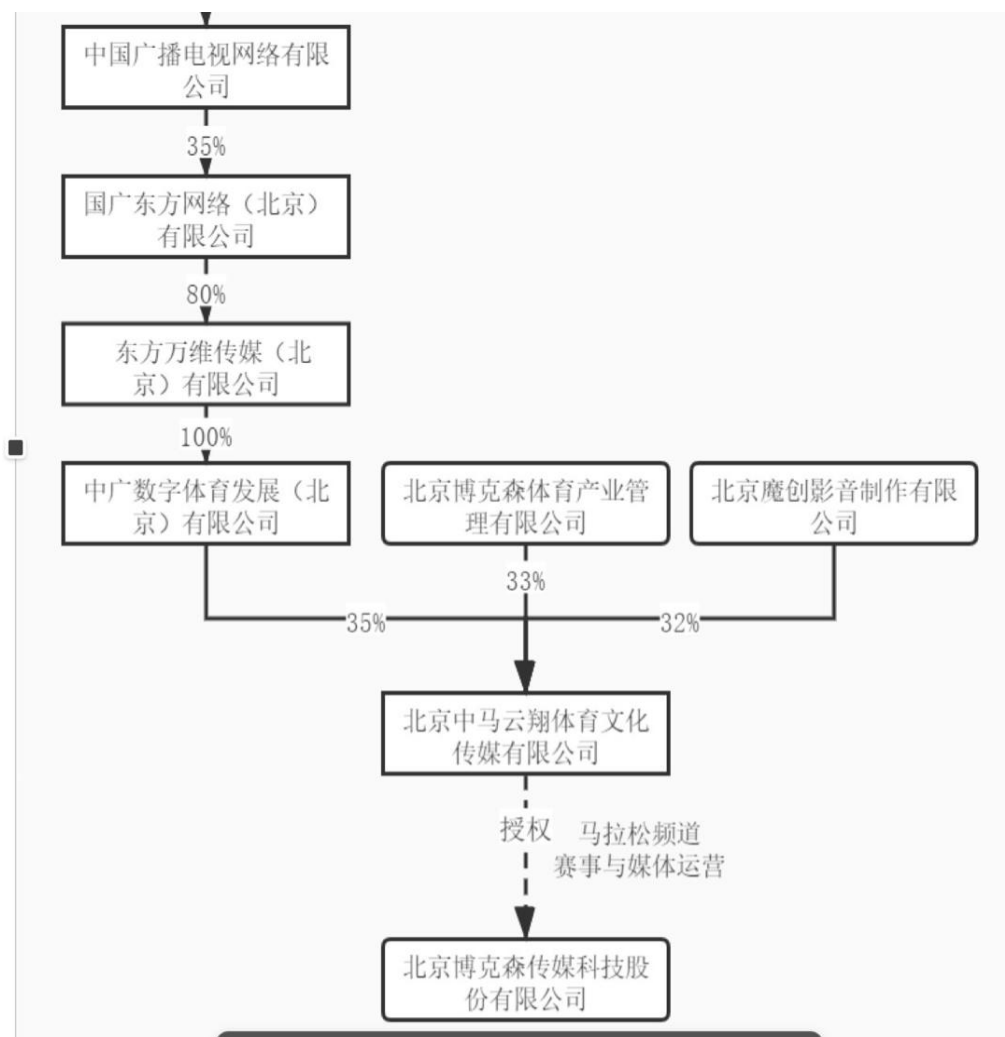 中国广播电视网络有限
公司
35%
国广东方网络（北京）
有限公司
80%
东方万维传媒（北
京）有限公司
100%
中广数字体育发展（北
京）有限公司
北京博克森体育产业管
理有限公司
北京魔创影音制作有限
公司
33%
35%
32%
北京中马云翔体育文化
传媒有限公司
授权
马拉松频道
赛事与媒体运营
北京博克森传媒科技股
份有限公司